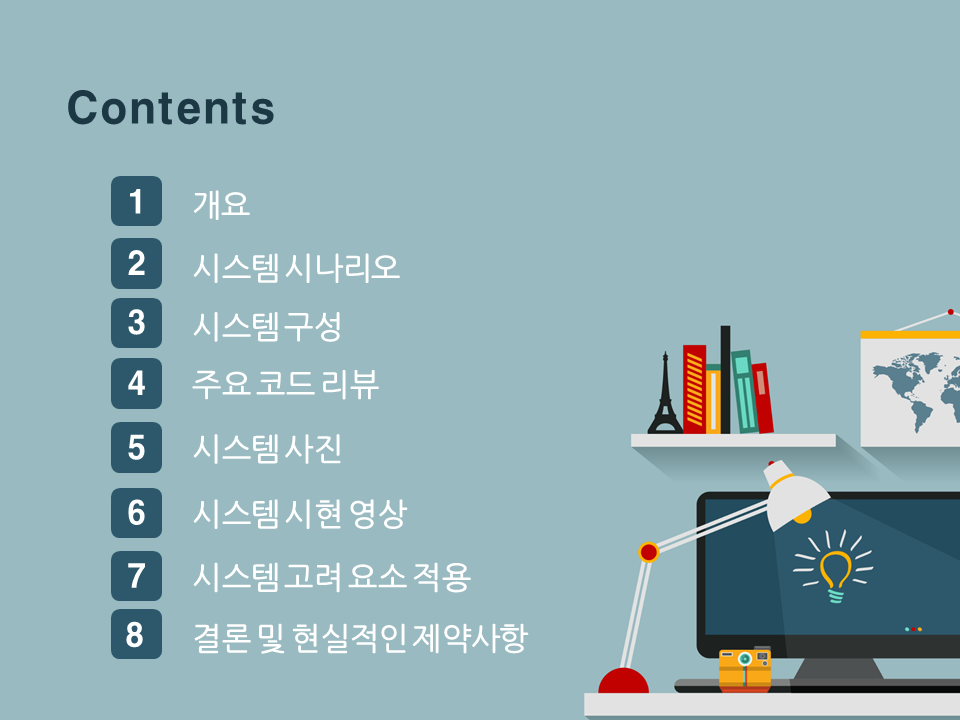 Contents
1 개요
2 시스템 시나리오
3 시스템 구성
4 주요 코드 리뷰
5 시스템 사진
6 시스템 시현 영상
7 시스템 고려 요소 적용
8 결론 및 현실적인 제약사항